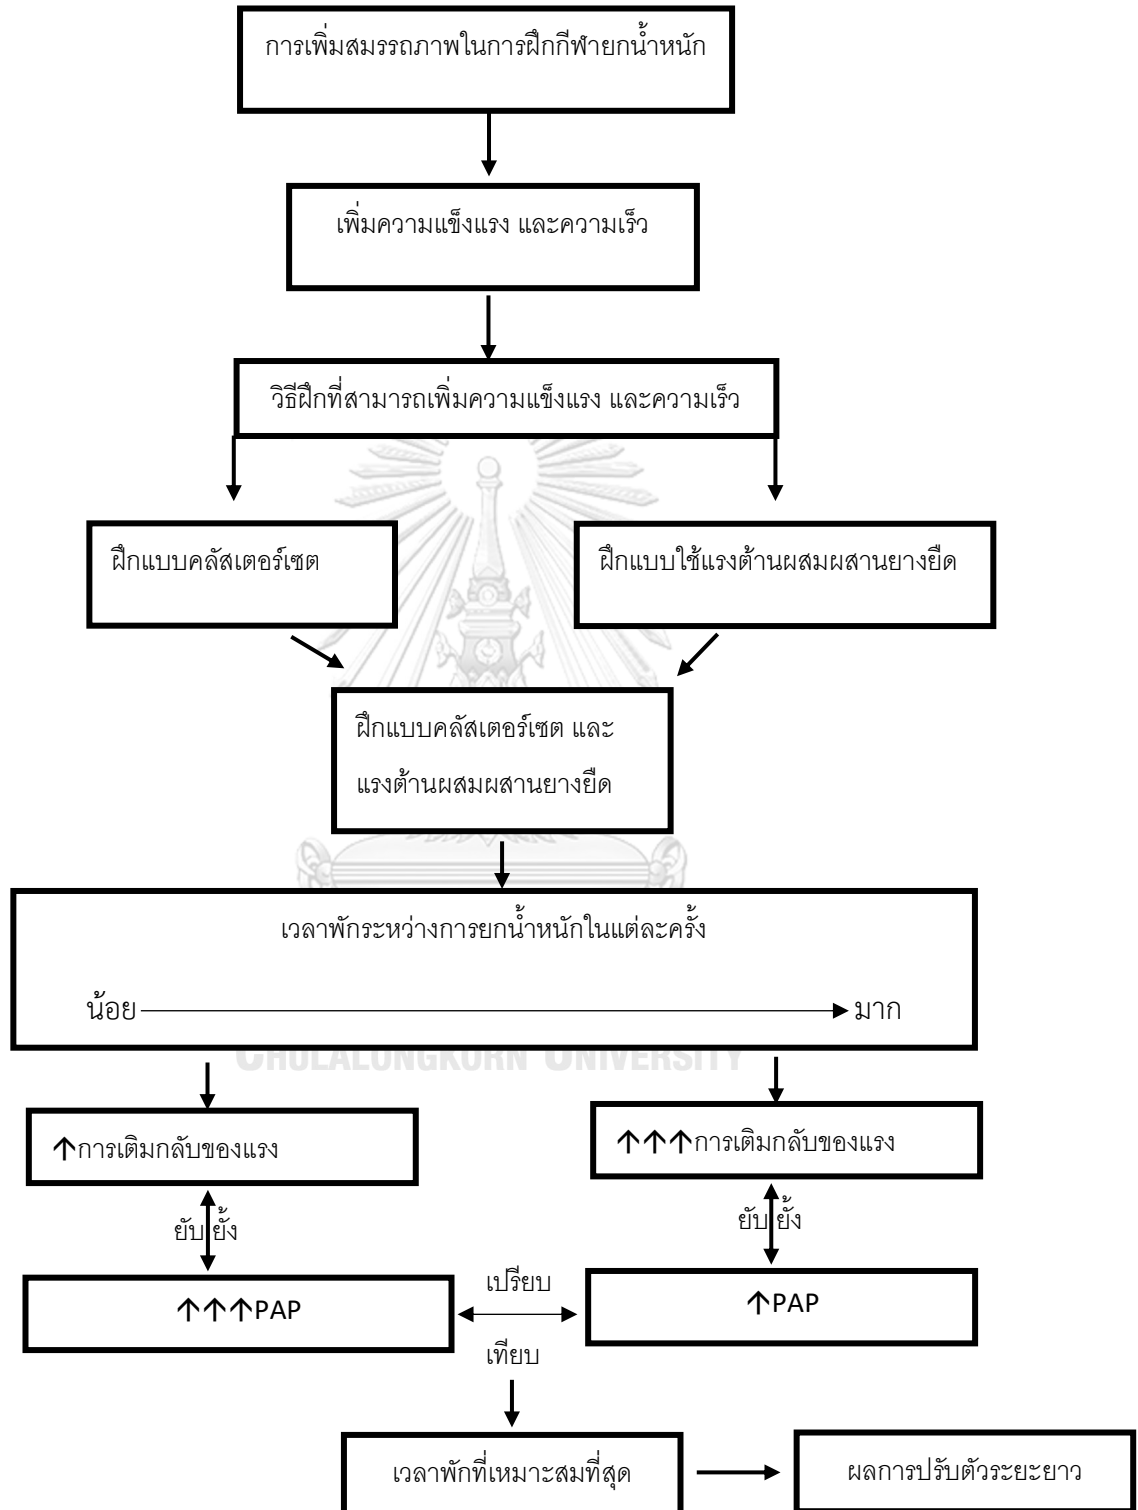 การเพิ่มสมรรถภาพในการฝึกกีฬายกน้ำหนัก
เพิ่มความแข็งแรง และความเร็ว
วิธีฝึกที่สามารถเพิ่มความแข็งแรง และความเร็ว
ฝึกแบบคลัสเตอร์เซต
ฝึกแบบใช้แรงต้านผสมผสานยางยืด
ฝึกแบบคลัสเตอร์เซต และ
แรงต้านผสมผสานยางยืด
เวลาพักระหว่างการยกน้ำหนักในแต่ละครั้ง
น้อย
มาก
CHULALONGKORN UNIVERSITY
↑การเติมกลับของแรง
↑↑↑การเติมกลับของแรง
ยับยั้ง
ยับยั้ง
↑↑↑PAP
เปรียบ
↑PAP
เทียบ
เวลาพักที่เหมาะสมที่สุด
ผลการปรับตัวระยะยาว